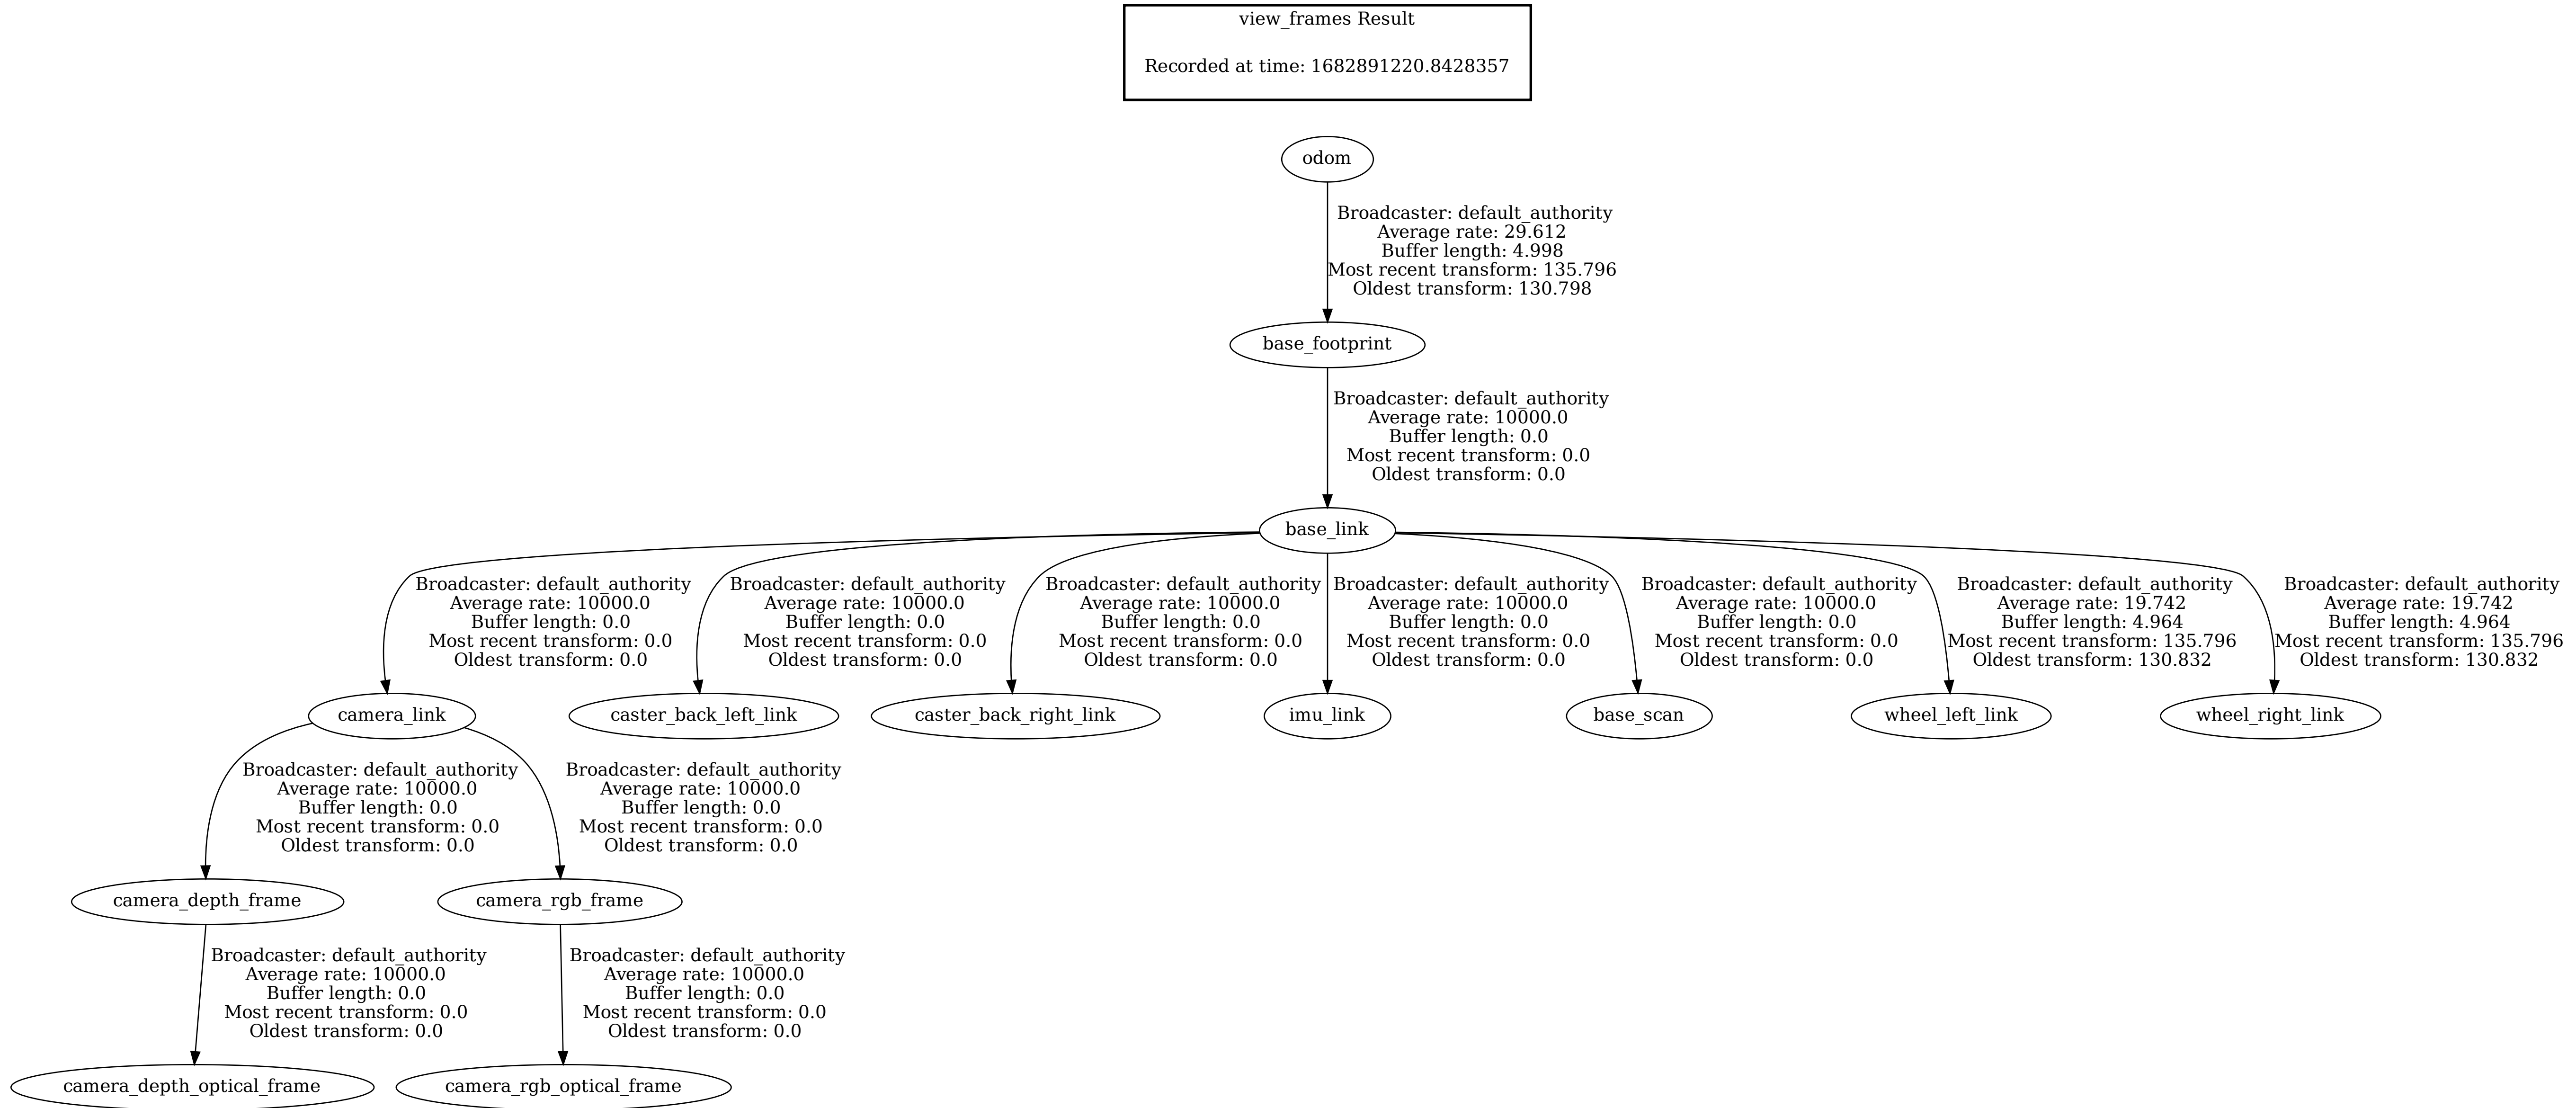 view_frames Result
Recorded at time: 1682891220.8428357
odom
Broadcaster: default_authority
Average rate: 29.612
Buffer length: 4.998
Most recent transform: 135.796
Oldest transform: 130.798
base_footprint
Broadcaster: default_authority
Average rate: 10000.0
Buffer length: 0.0
Most recent transform: 0.0
Oldest transform: 0.0
base_link
Broadcaster: default_authority
Average rate: 10000.0
Buffer length: 0.0
Most recent transform: 0.0
Oldest transform: 0.0
Broadcaster: default_authority
Average rate: 10000.0
Buffer length: 0.0
Most recent transform: 0.0
Oldest transform: 0.0
Broadcaster: default_authority
Average rate: 10000.0
Buffer length: 0.0
Most recent transform: 0.0
Oldest transform: 0.0
Broadcaster: default_authority
Average rate: 10000.0
Buffer length: 0.0
Most recent transform: 0.0
Oldest transform: 0.0
Broadcaster: default_authority
Average rate: 10000.0
Buffer length: 0.0
Most recent transform: 0.0
Oldest transform: 0.0
Broadcaster: default_authority
Average rate: 19.742
Buffer length: 4.964
Most recent transform: 135.796
Oldest transform: 130.832
Broadcaster: default_authority
Average rate: 19.742
Buffer length: 4.964
Most recent transform: 135.796
Oldest transform: 130.832
camera_link
caster_back_left_link
caster_back_right_link
imu_link
base_scan
wheel_left_link
wheel_right_link
Broadcaster: default_authority
Average rate: 10000.0
Buffer length: 0.0
Most recent transform: 0.0
Oldest transform: 0.0
Broadcaster: default_authority
Average rate: 10000.0
Buffer length: 0.0
Most recent transform: 0.0
Oldest transform: 0.0
camera_depth_frame
camera_rgb_frame
Broadcaster: default_authority
Average rate: 10000.0
Buffer length: 0.0
Most recent transform: 0.0
Oldest transform: 0.0
Broadcaster: default_authority
Average rate: 10000.0
Buffer length: 0.0
Most recent transform: 0.0
Oldest transform: 0.0
camera_depth_optical_frame
camera_rgb_optical_frame